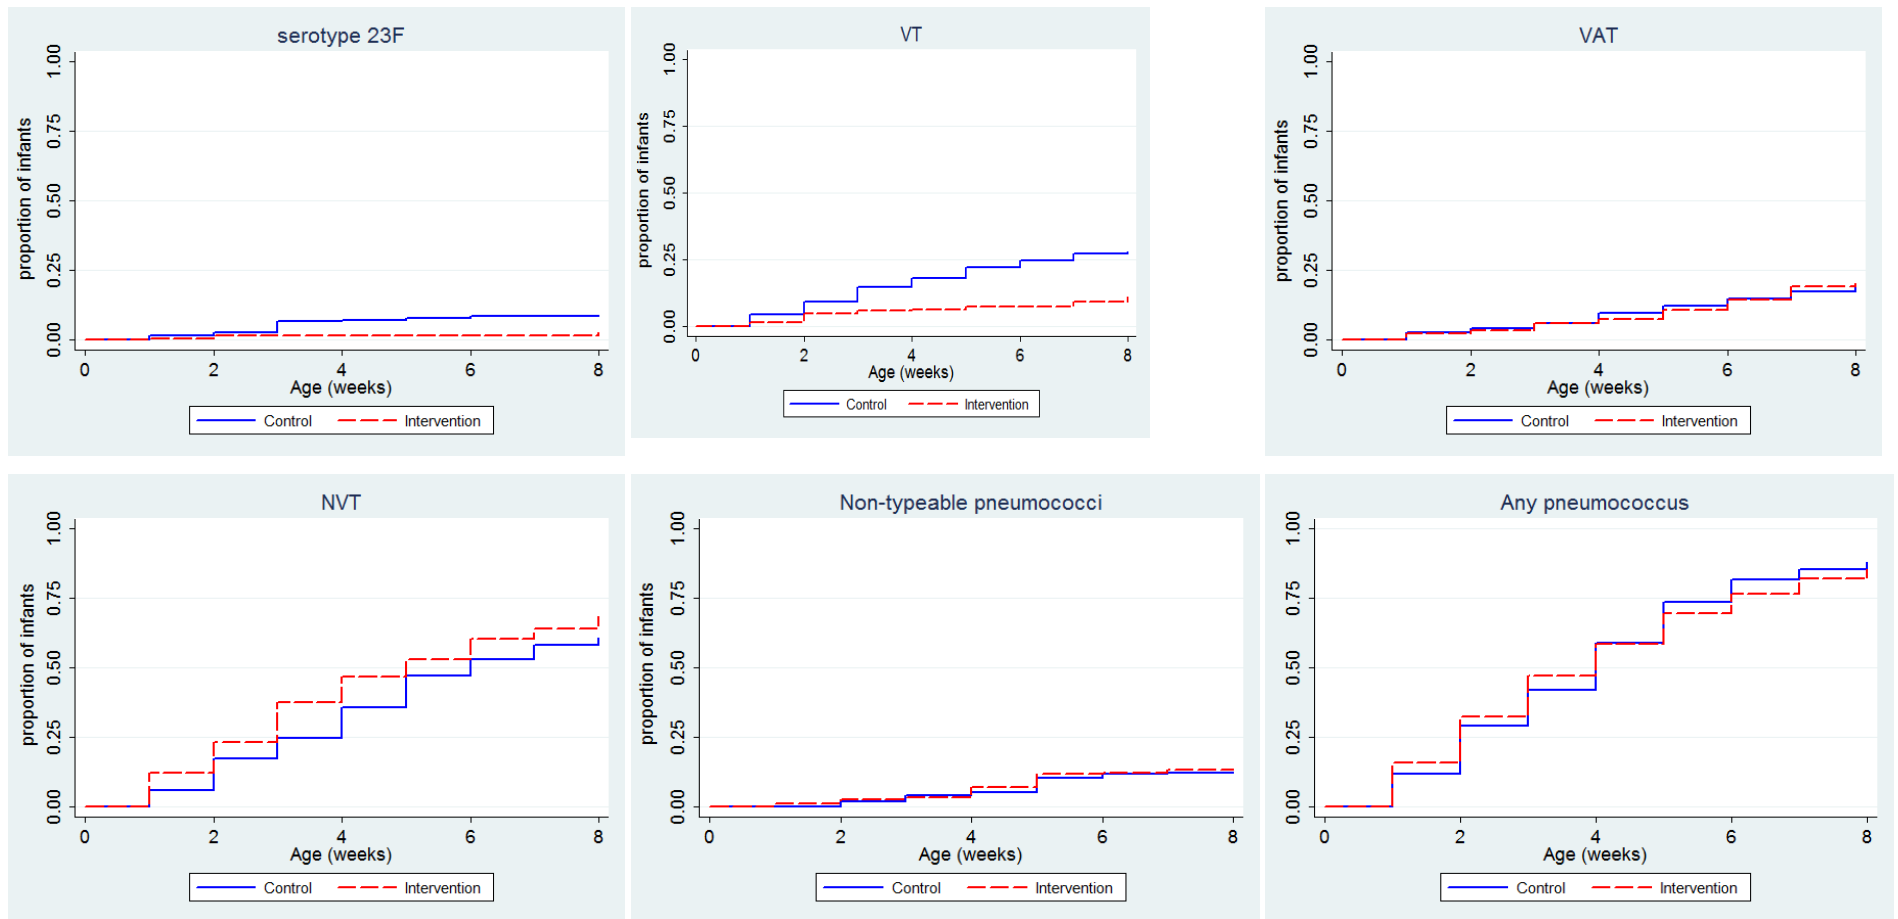 serotype 23F
proportion of infants
1.00
0.75
0.50
0.25
0.00
0 2 4 6 8
Age (weeks)
Control Intervention
VT
proportion of infants
1.00
0.75
0.50
0.25
0.00
0 2 4 6 8
Age (weeks)
Control Intervention
VAT
proportion of infants
1.00
0.75
0.50
0.25
0.00
0 2 4 6 8
Age (weeks)
Control Intervention
NVT
proportion of infants
1.00
0.75
0.50
0.25
0.00
0 2 4 6 8
Age (weeks)
Control Intervention
Non-typeable pneumococci
proportion of infants
1.00
0.75
0.50
0.25
0.00
0 2 4 6 8
Age (weeks)
Control Intervention
Any pneumococcus
proportion of infants
1.00
0.75
0.50
0.25
0.00
0 2 4 6 8
Age (weeks)
Control Intervention